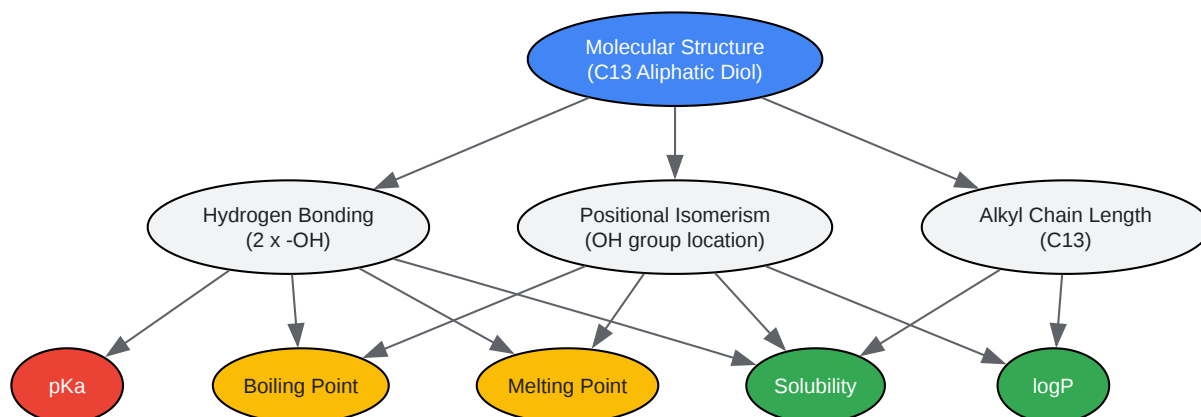 Molecular Structure
(C13 Aliphatic Diol)
Hydrogen Bonding
(2 x -OH)
Positional Isomerism
(OH group location)
Alkyl Chain Length
(C13)
pKa
Boiling Point
Melting Point
Solubility
logP